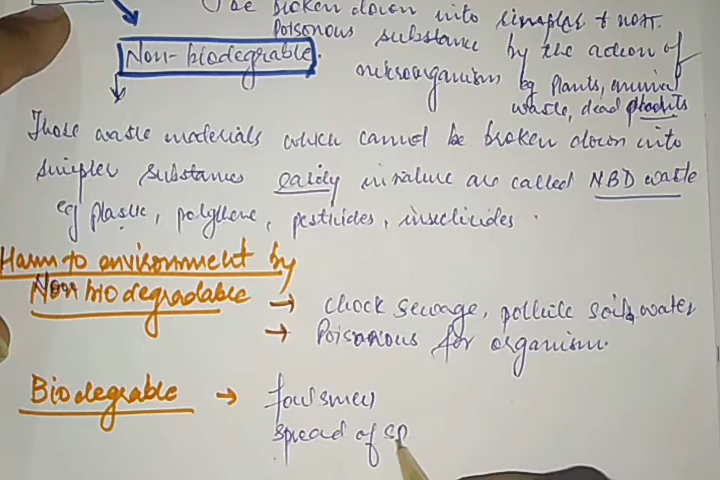 be broken down into simpler & non-
poisonous substance by the action of
Non-biodegrable.
microorganism eg plants, animal
waste, dead plants
Those waste materials which cannot be broken down into
simpler substances easily in nature are called NBD waste
eg plastic, polythene, pesticides, insecticides.
Harm to environment by
Non biodegradable → Chock sewage, pollute soil, water
→ Poisonous for organism.
Biodegrable → foul smell
spread of sp